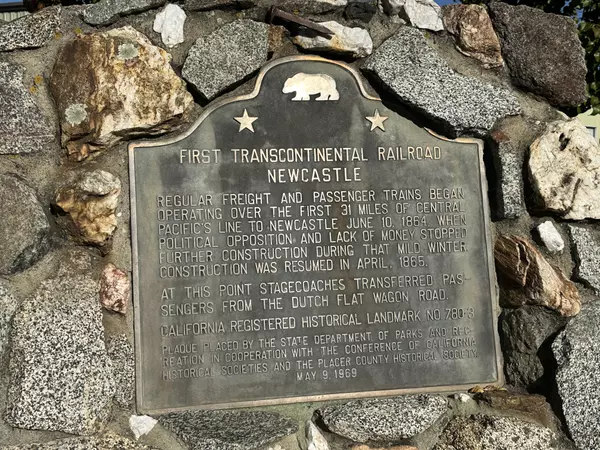 FIRST TRANSCONTINENTAL RAILROAD
NEWCASTLE
REGULAR FREIGHT AND PASSENGER TRAINS BEGAN
OPERATING OVER THE FIRST 31 MILES OF CENTRAL
PACIFIC'S LINE TO NEWCASTLE JUNE 10, 1864, WHEN
POLITICAL OPPOSITION AND LACK OF MONEY STOPPED
FURTHER CONSTRUCTION DURING THAT MILD WINTER.
CONSTRUCTION WAS RESUMED IN APRIL, 1865.
AT THIS POINT STAGECOACHES TRANSFERRED PAS-
SENGERS FROM THE DUTCH FLAT WAGON ROAD.
CALIFORNIA REGISTERED HISTORICAL LANDMARK NO. 780-3
PLAQUE PLACED BY THE STATE DEPARTMENT OF PARKS AND REC-
REATION IN COOPERATION WITH THE CONFERENCE OF CALIFORNIA
HISTORICAL SOCIETIES AND THE PLACER COUNTY HISTORICAL SOCIETY,
MAY 9, 1969